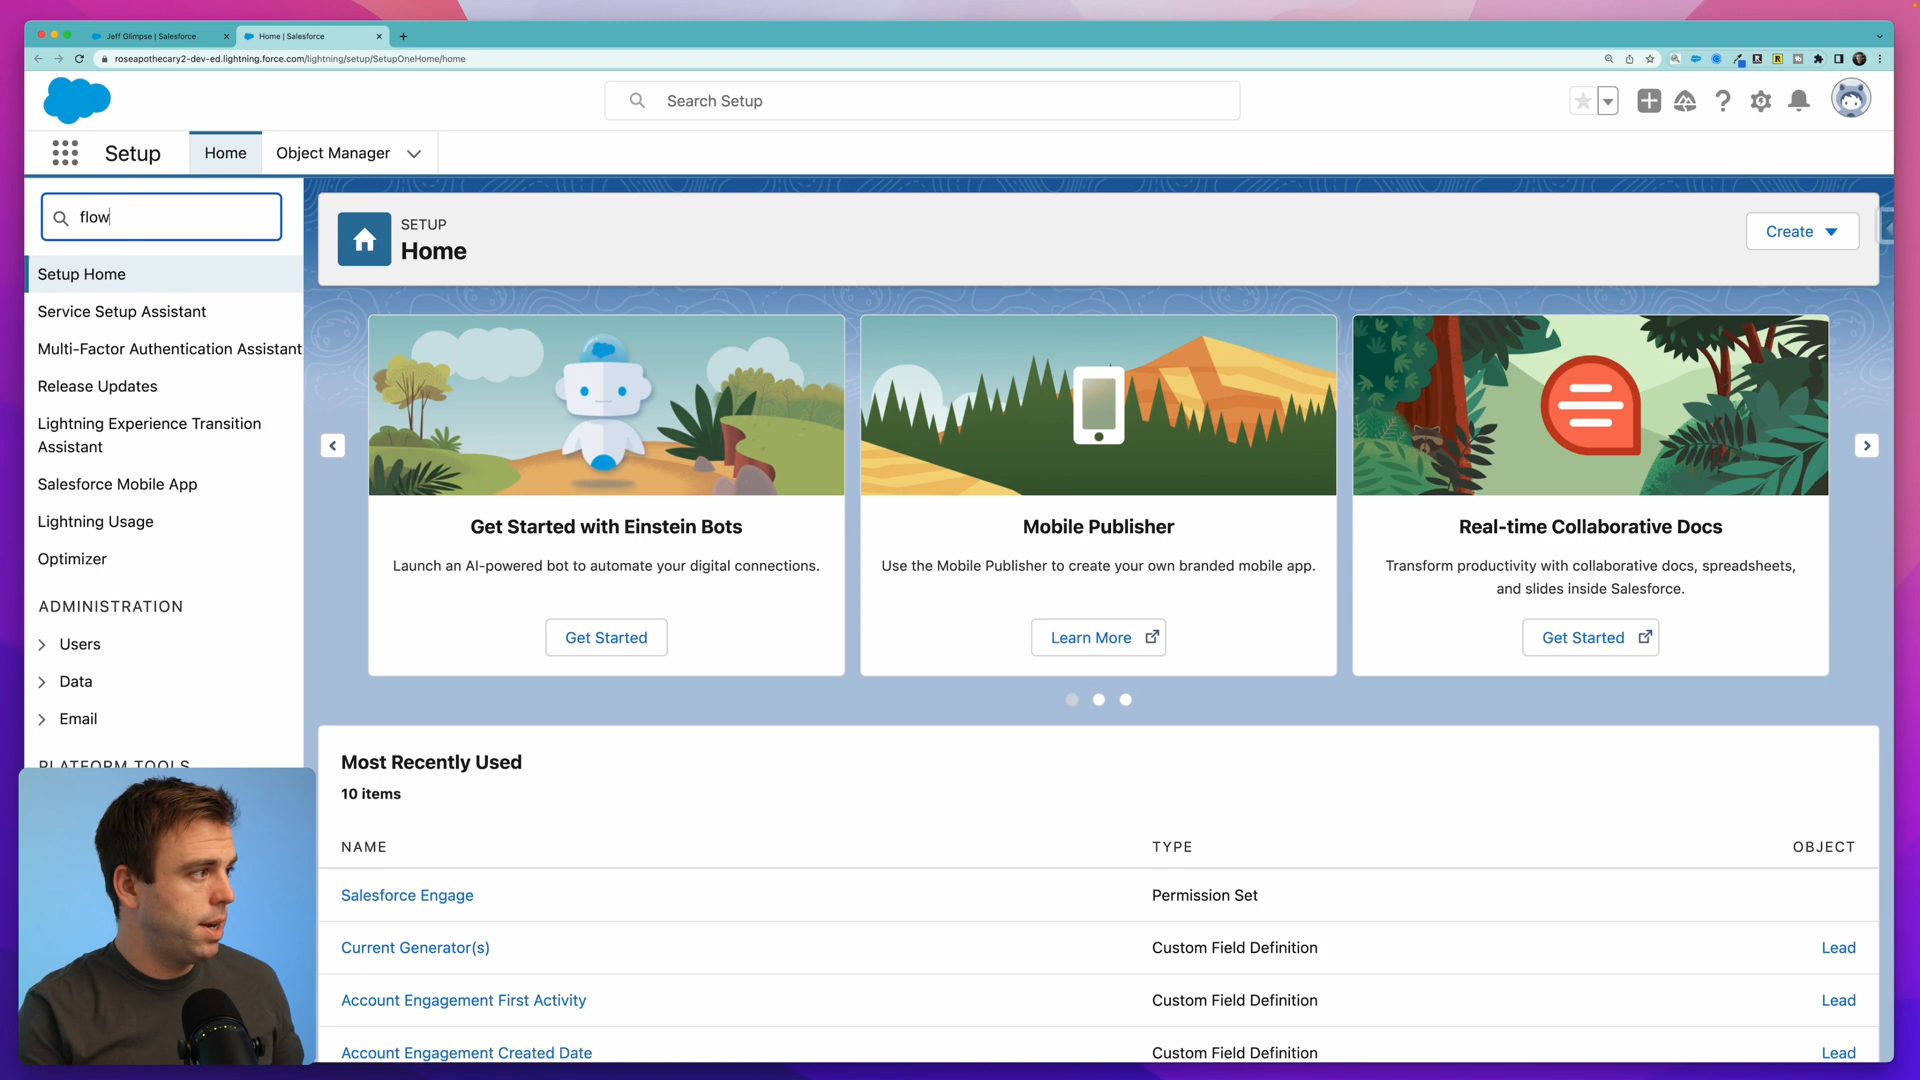 Jeff Glimpse | Salesforce
Home | Salesforce
roseapothecary2-dev-ed.lightning.force.com/lightning/setup/SetupOneHome/home
Search Setup
Setup
Home
Object Manager
flow
Setup Home
Service Setup Assistant
Multi-Factor Authentication Assistant
Release Updates
Lightning Experience Transition
Assistant
Salesforce Mobile App
Lightning Usage
Optimizer
ADMINISTRATION
Users
Data
Email
PLATFORM TOOLS
SETUP
Home
Create
Get Started with Einstein Bots
Launch an AI-powered bot to automate your digital connections.
Get Started
Mobile Publisher
Use the Mobile Publisher to create your own branded mobile app.
Learn More
Real-time Collaborative Docs
Transform productivity with collaborative docs, spreadsheets,
and slides inside Salesforce.
Get Started
Most Recently Used
10 items
NAME TYPE OBJECT
Salesforce Engage Permission Set
Current Generator(s) Custom Field Definition Lead
Account Engagement First Activity Custom Field Definition Lead
Account Engagement Created Date Custom Field Definition Lead